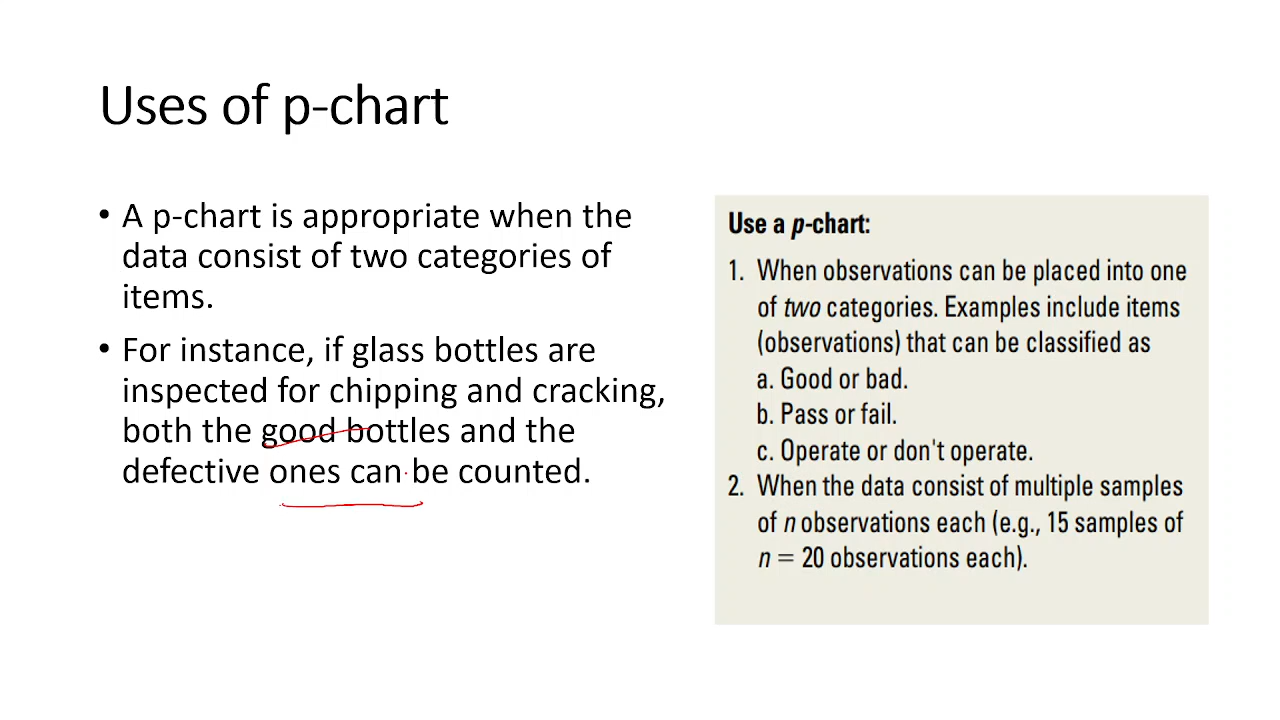 Uses of p-chart
• A p-chart is appropriate when the
data consist of two categories of
items.
• For instance, if glass bottles are
inspected for chipping and cracking,
both the good bottles and the
defective ones can be counted.
Use a p-chart:
1. When observations can be placed into one
of two categories. Examples include items
(observations) that can be classified as
a. Good or bad.
b. Pass or fail.
c. Operate or don't operate.
2. When the data consist of multiple samples
of n observations each (e.g., 15 samples of
n = 20 observations each).